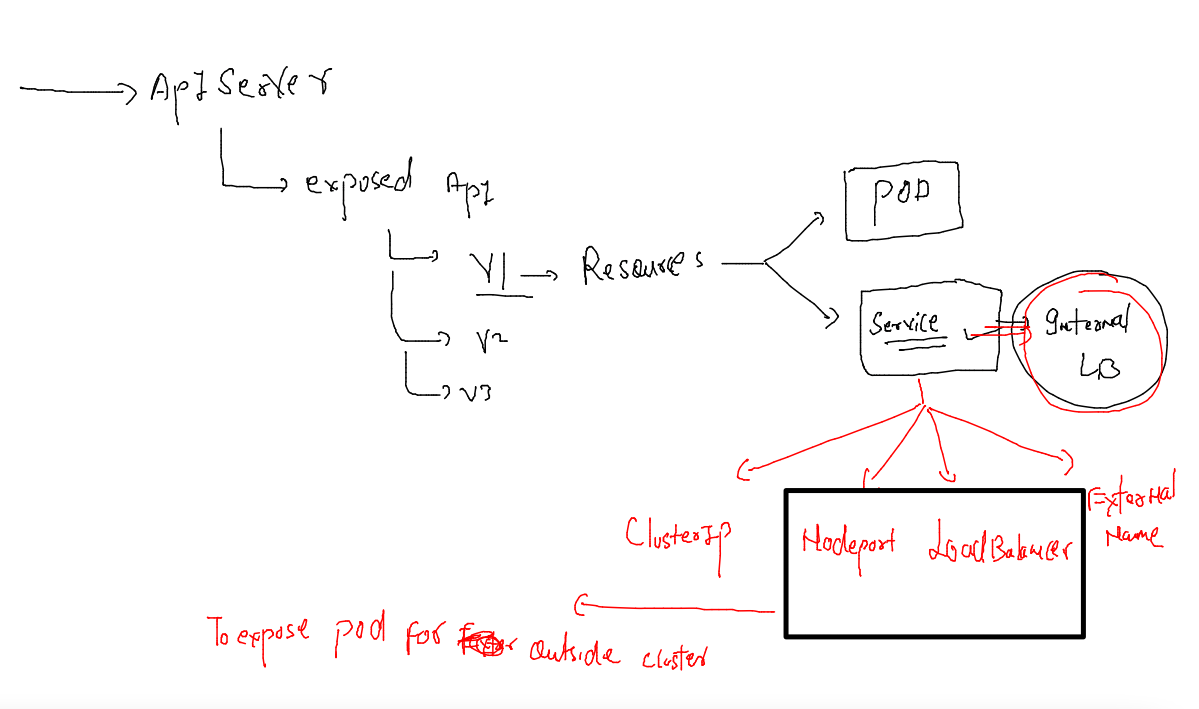 ApI Server
exposed ApI
V1
Resources
POD
V2
V3
Service
Internal
LB
ClusterIP
Nodeport
LoadBalancer
External
Name
To expose pod for outside cluster